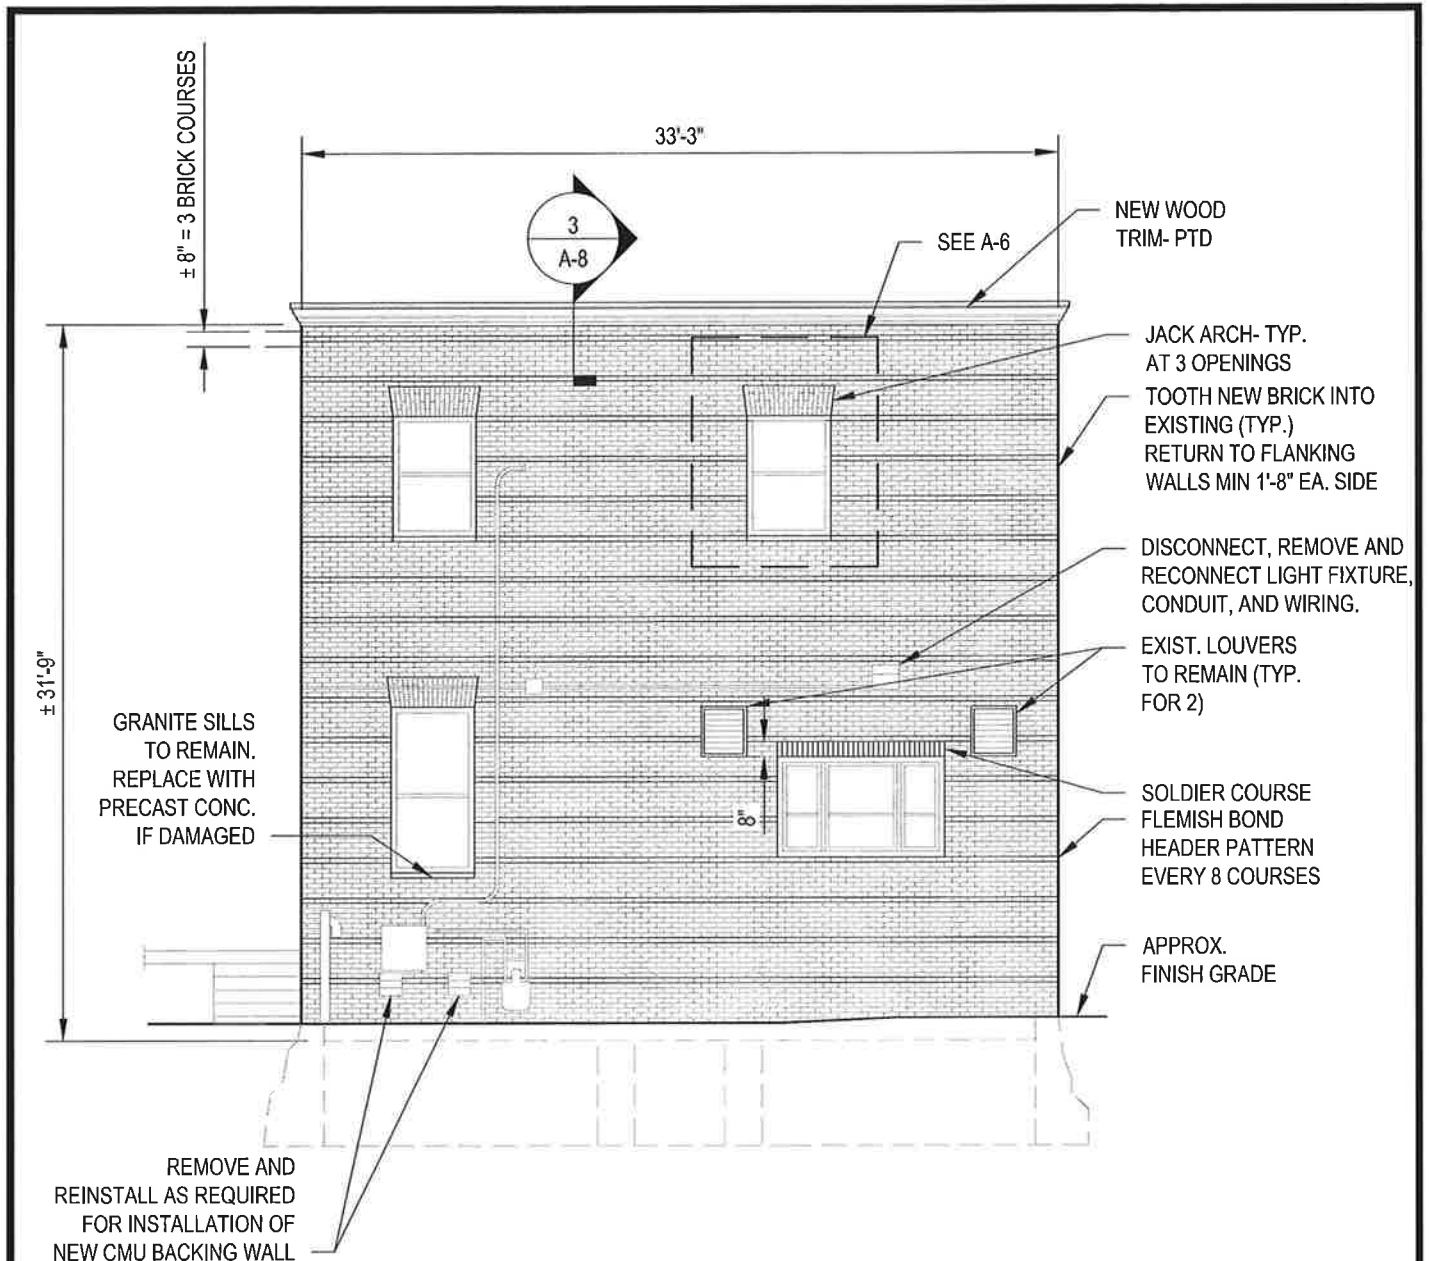 ± 8" = 3 BRICK COURSES
33'-3"
3
A-8
SEE A-6
NEW WOOD
TRIM- PTD
JACK ARCH- TYP.
AT 3 OPENINGS
TOOTH NEW BRICK INTO
EXISTING (TYP.)
RETURN TO FLANKING
WALLS MIN 1'-8" EA. SIDE
DISCONNECT, REMOVE AND
RECONNECT LIGHT FIXTURE,
CONDUIT, AND WIRING.
EXIST. LOUVERS
TO REMAIN (TYP.
FOR 2)
± 31'-9"
GRANITE SILLS
TO REMAIN.
REPLACE WITH
PRECAST CONC.
IF DAMAGED
8"
SOLDIER COURSE
FLEMISH BOND
HEADER PATTERN
EVERY 8 COURSES
APPROX.
FINISH GRADE
REMOVE AND
REINSTALL AS REQUIRED
FOR INSTALLATION OF
NEW CMU BACKING WALL